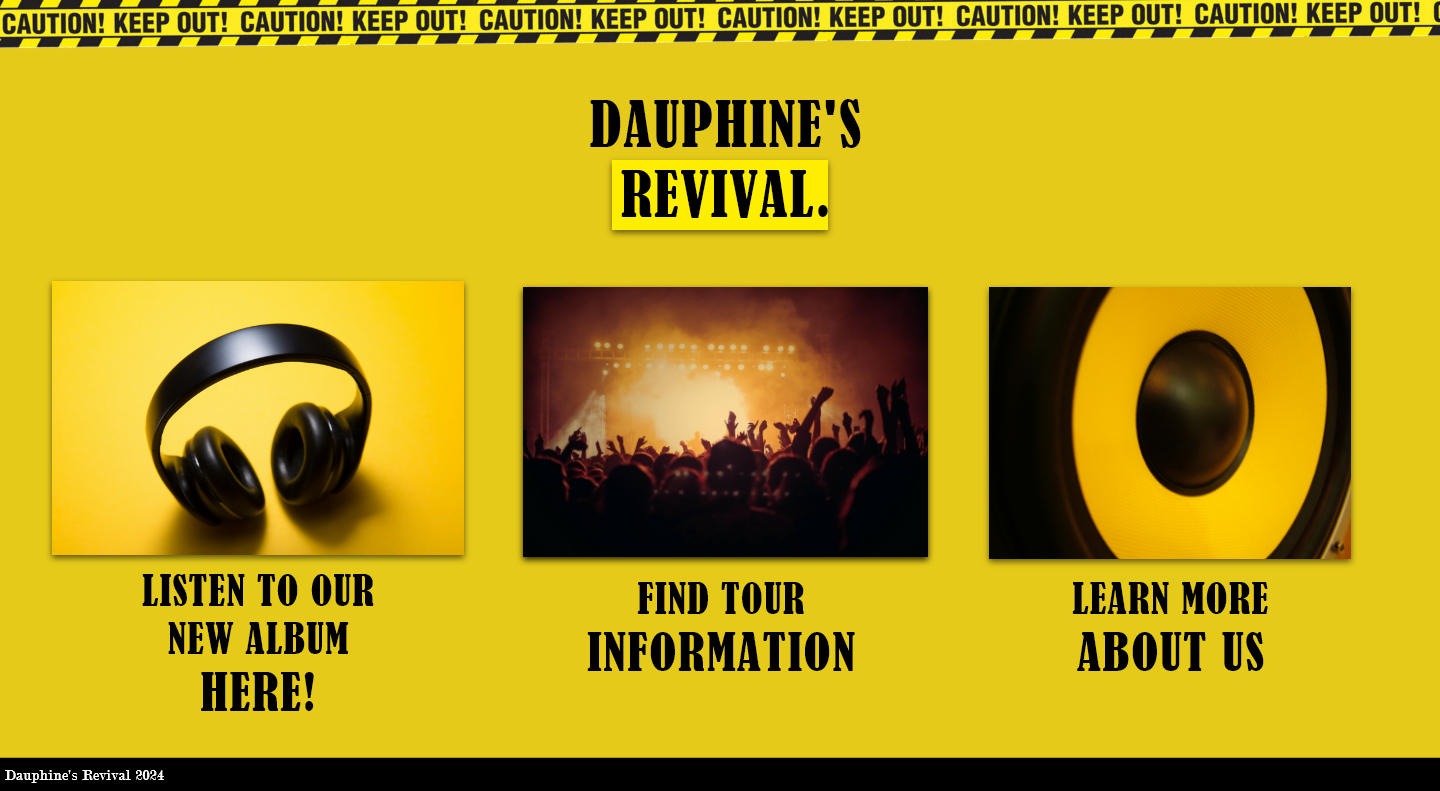 CAUTION! KEEP OUT! CAUTION! KEEP OUT! CAUTION! KEEP OUT! CAUTION! KEEP OUT! CAUTION! KEEP OUT! CAUTION! KEEP OUT!
DAUPHINE'S
REVIVAL.
LISTEN TO OUR
NEW ALBUM
HERE!
FIND TOUR
INFORMATION
LEARN MORE
ABOUT US
Dauphine's Revival 2024